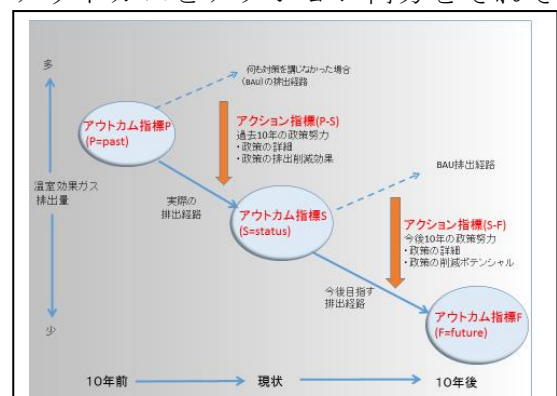 多
何も対策を講じなかった場合
(BAU)の排出経路
アウトカム指標P
(P=past)
アクション指標(P-S)
過去10年の政策努力
・政策の詳細
・政策の排出削減効果
BAU排出経路
温室効果ガス
排出量
実際の
排出経路
アウトカム指標S
(S=status)
アクション指標(S-F)
今後10年の政策努力
・政策の詳細
・政策の削減ポテンシャル
今後目指す
排出経路
アウトカム指標F
(F=future)
少
10年前
現状
10年後